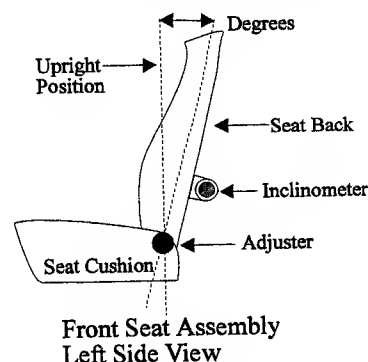 Degrees
Upright
Position
Seat Back
Inclinometer
Adjuster
Seat Cushion
Front Seat Assembly
Left Side View